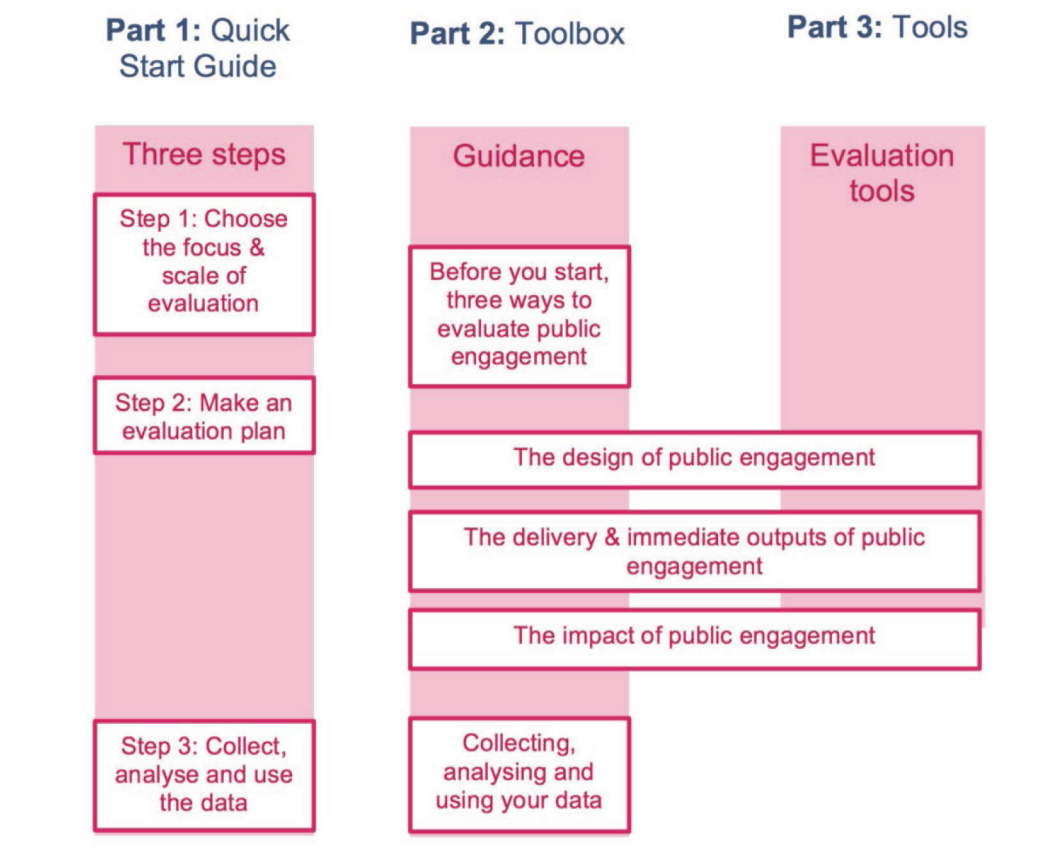 Part 1: Quick
Start Guide
Part 2: Toolbox
Part 3: Tools
Three steps
Step 1: Choose
the focus &
scale of
evaluation
Step 2: Make an
evaluation plan
Step 3: Collect,
analyse and use
the data
Guidance
Before you start,
three ways to
evaluate public
engagement
Evaluation
tools
The design of public engagement
The delivery & immediate outputs of public
engagement
The impact of public engagement
Collecting,
analysing and
using your data